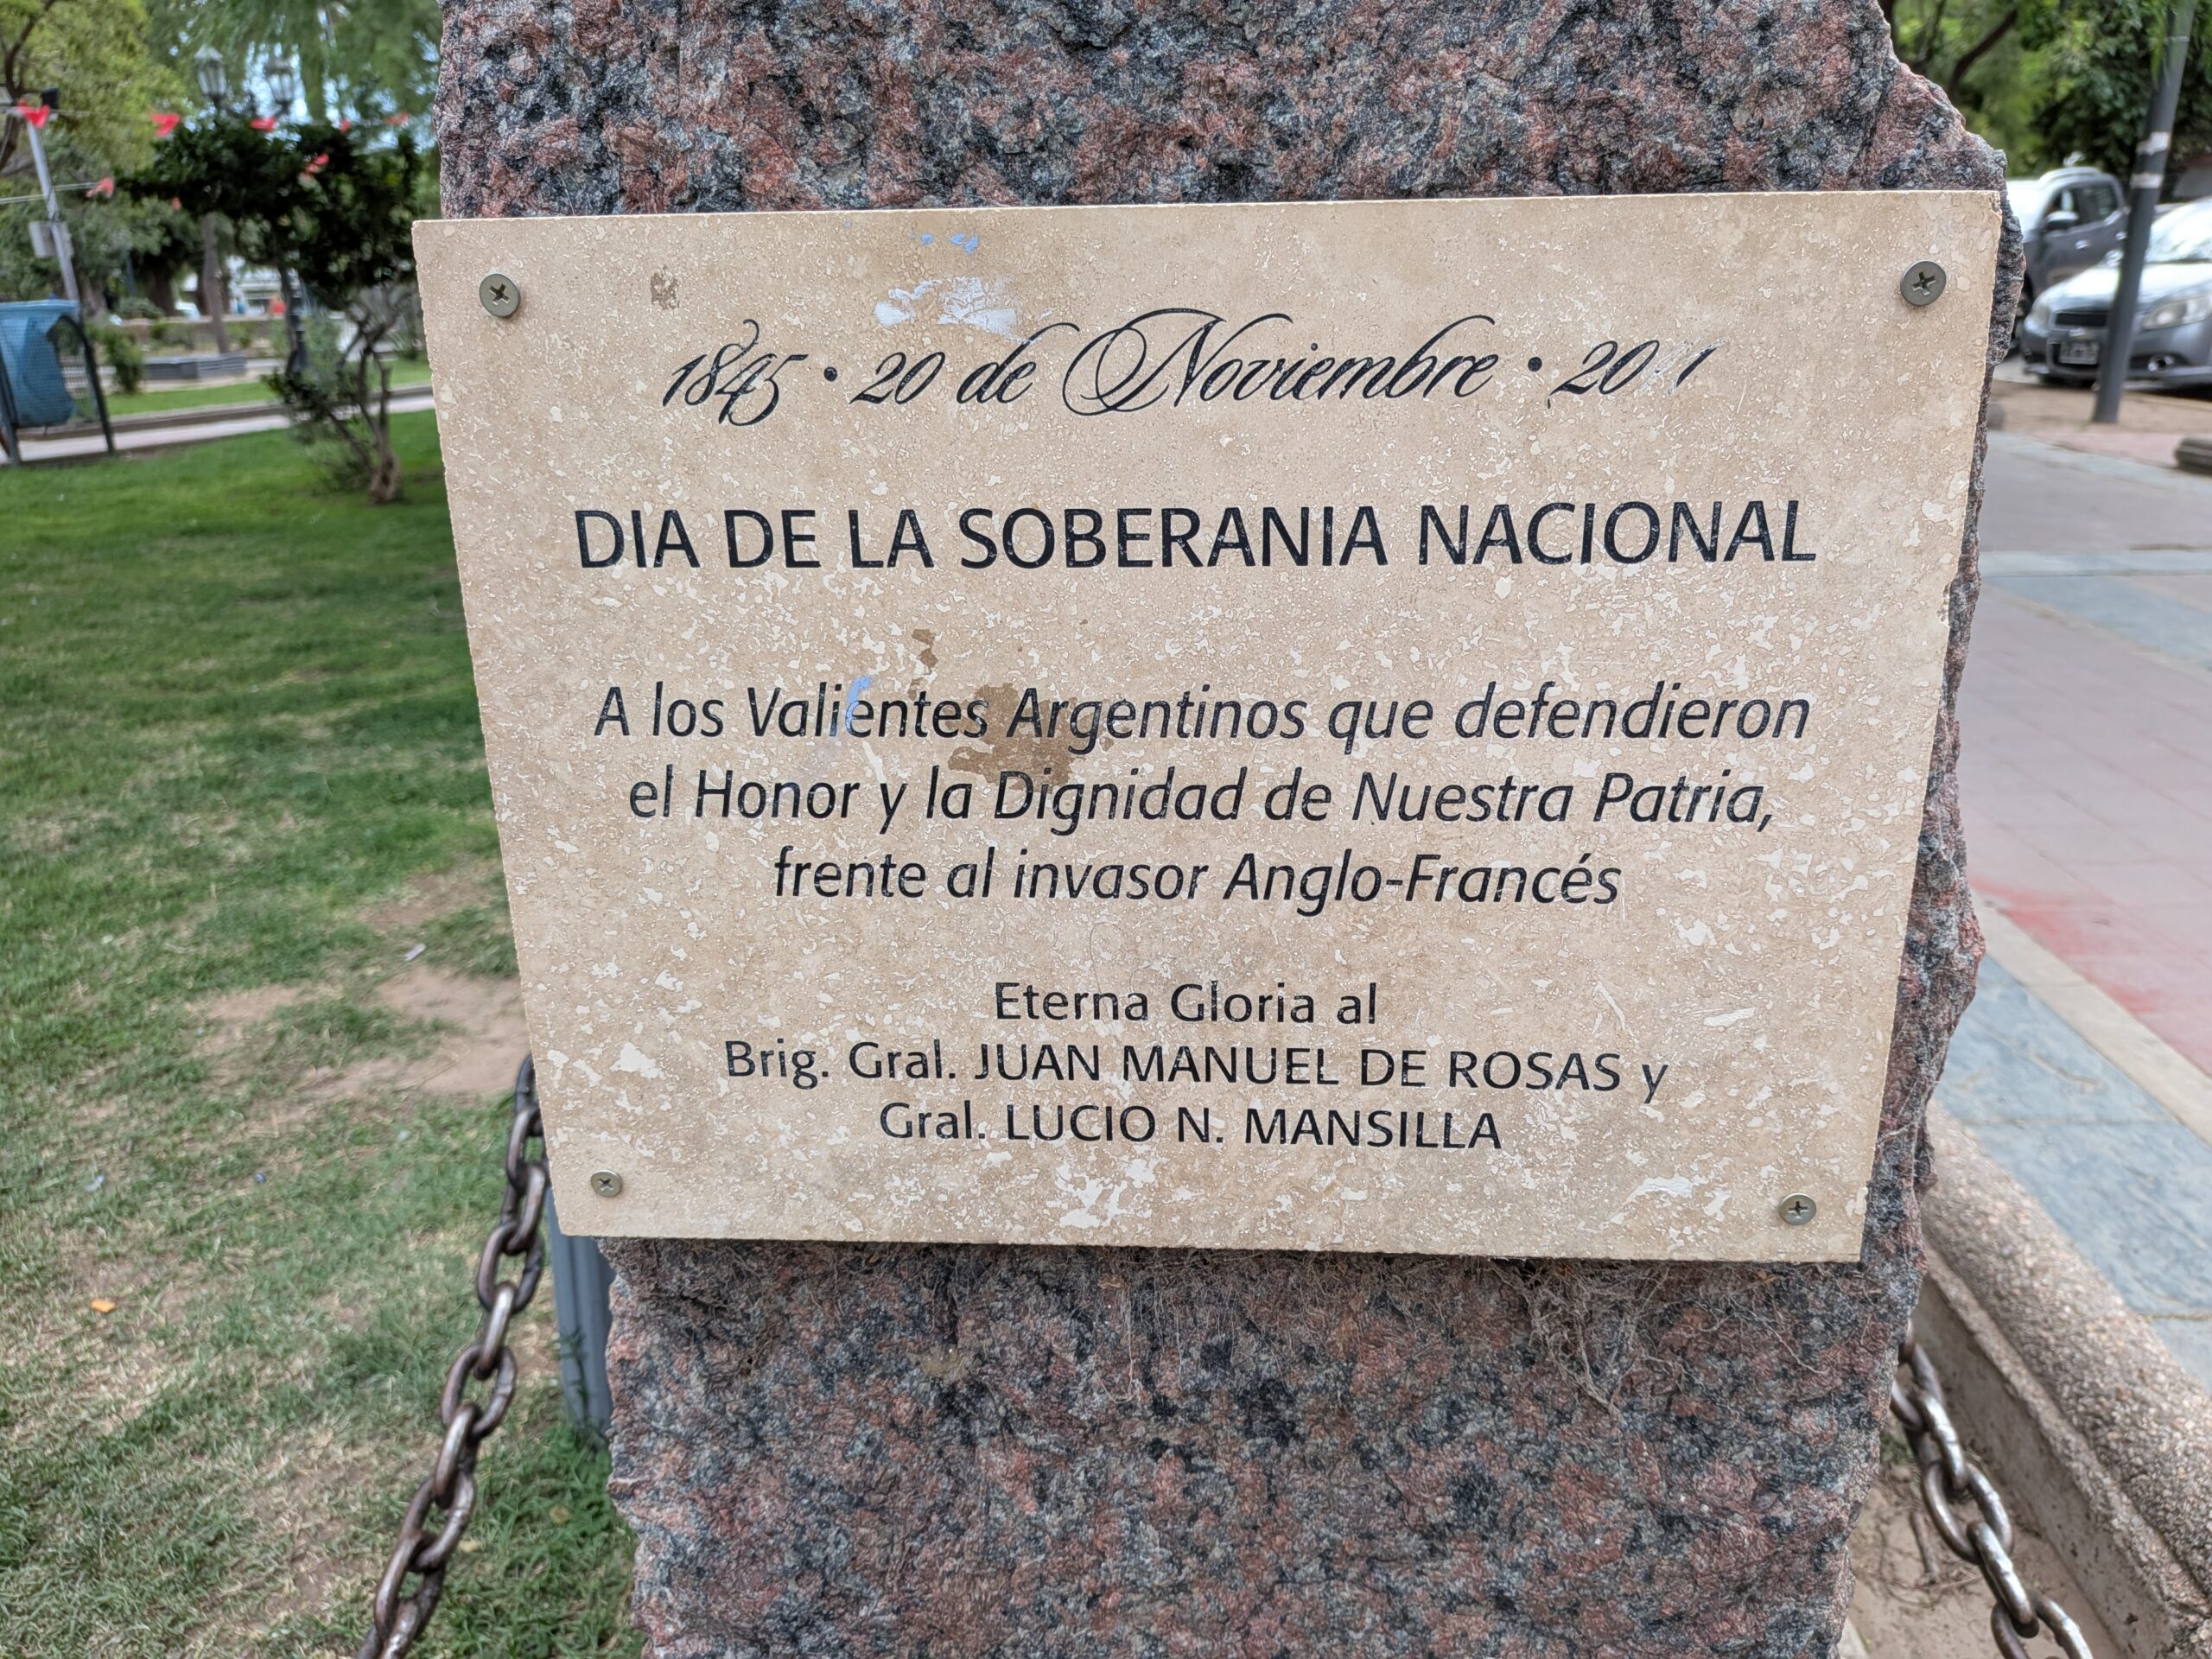 1845 • 20 de Noviembre •
DIA DE LA SOBERANIA NACIONAL
A los Valientes Argentinos que defendieron
el Honor y la Dignidad de Nuestra Patria,
frente al invasor Anglo-Francés
Eterna Gloria al
Brig. Gral. JUAN MANUEL DE ROSAS y
Gral. LUCIO N. MANSILLA